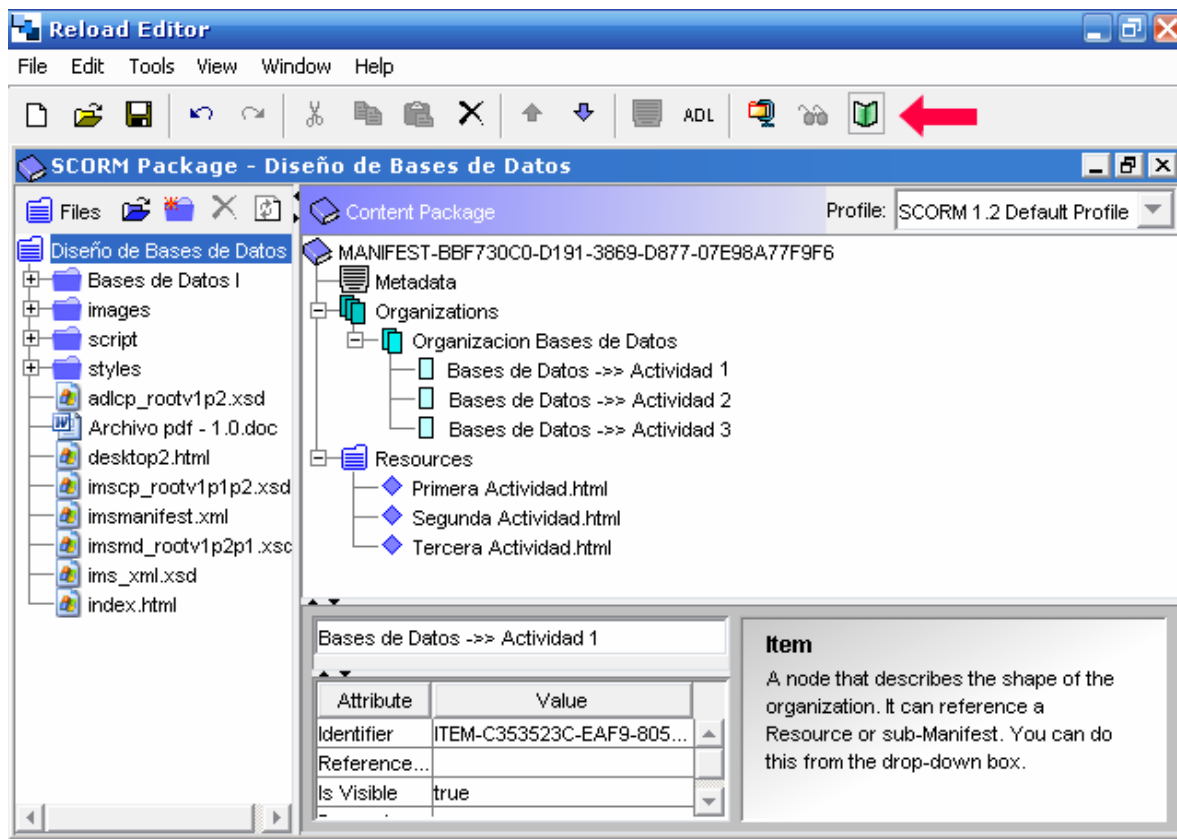 Reload Editor
File Edit Tools View Window Help
ADL
SCORM Package - Diseño de Bases de Datos
Files
Content Package
Profile: SCORM 1.2 Default Profile
Diseño de Bases de Datos
Bases de Datos I
images
script
styles
adlcp_rootv1p2.xsd
Archivo pdf - 1.0.doc
desktop2.html
imscp_rootv1p1p2.xsd
imsmanifest.xml
imsmd_rootv1p2p1.xsc
ims_xml.xsd
index.html
MANIFEST-BBF730C0-D191-3869-D877-07E98A77F9F6
Metadata
Organizations
Organizacion Bases de Datos
Bases de Datos ->> Actividad 1
Bases de Datos ->> Actividad 2
Bases de Datos ->> Actividad 3
Resources
Primera Actividad.html
Segunda Actividad.html
Tercera Actividad.html
Bases de Datos ->> Actividad 1
Attribute Value
Identifier ITEM-C353523C-EAF9-805...
Reference...
Is Visible true
Item
A node that describes the shape of the
organization. It can reference a
Resource or sub-Manifest. You can do
this from the drop-down box.